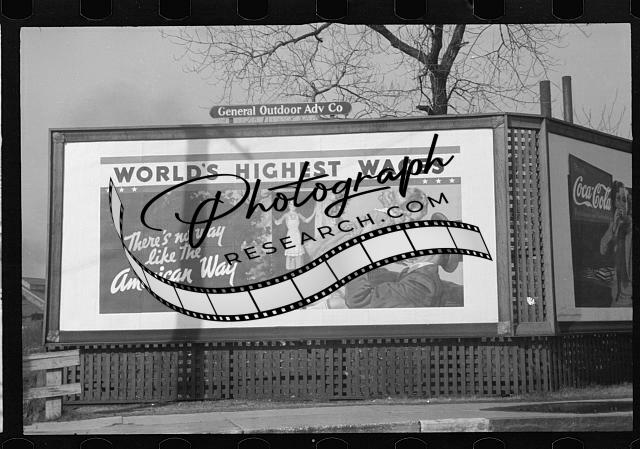 General Outdoor Adv Co
WORLD'S HIGHEST WAGES
There's no way
like the
American Way
Coca-Cola
Photograph
RESEARCH.COM